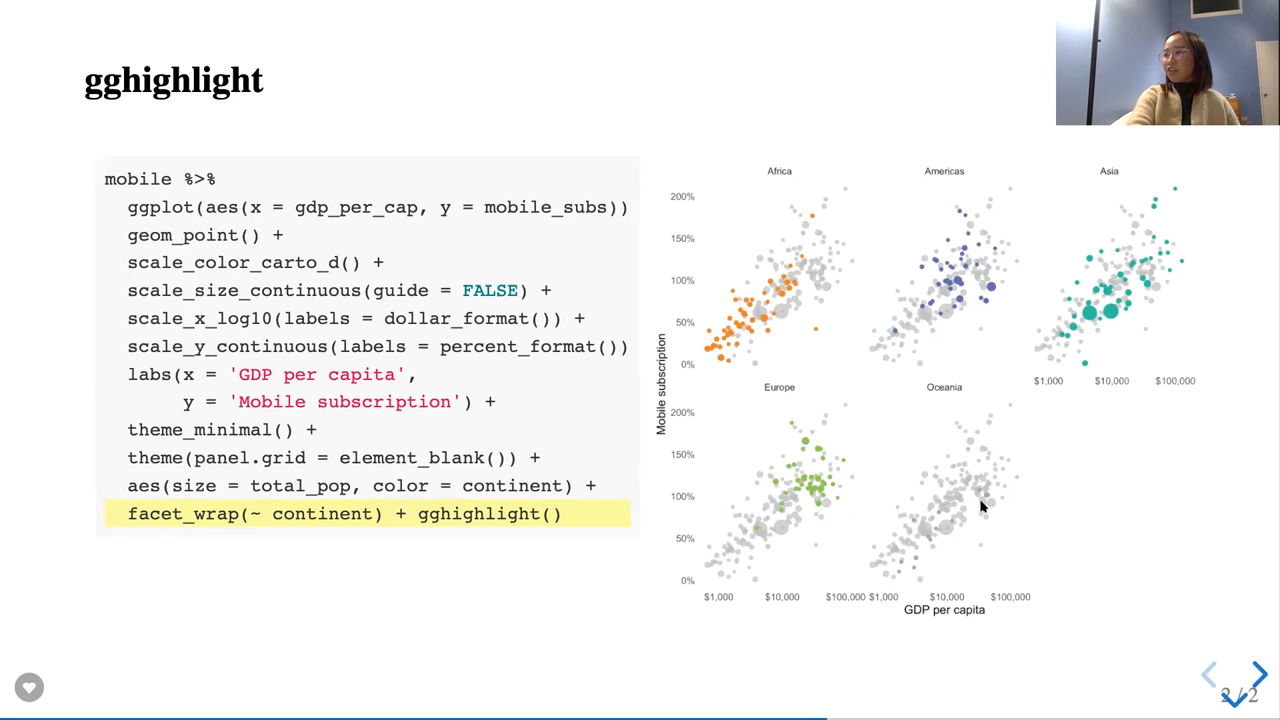 gghighlight
mobile %>%
ggplot(aes(x = gdp_per_cap, y = mobile_subs))
geom_point() +
scale_color_carto_d() +
scale_size_continuous(guide = FALSE) +
scale_x_log10(labels = dollar_format()) +
scale_y_continuous(labels = percent_format())
labs(x = 'GDP per capita',
y = 'Mobile subscription') +
theme_minimal() +
theme(panel.grid = element_blank()) +
aes(size = total_pop, color = continent) +
facet_wrap(~ continent) + gghighlight()
Africa
Americas
Asia
200%
150%
100%
50%
0%
$1,000 $10,000 $100,000
Europe
Oceania
Mobile subscription
200%
150%
100%
50%
0%
$1,000 $10,000 $100,000 $1,000 $10,000 $100,000
GDP per capita
2 / 2